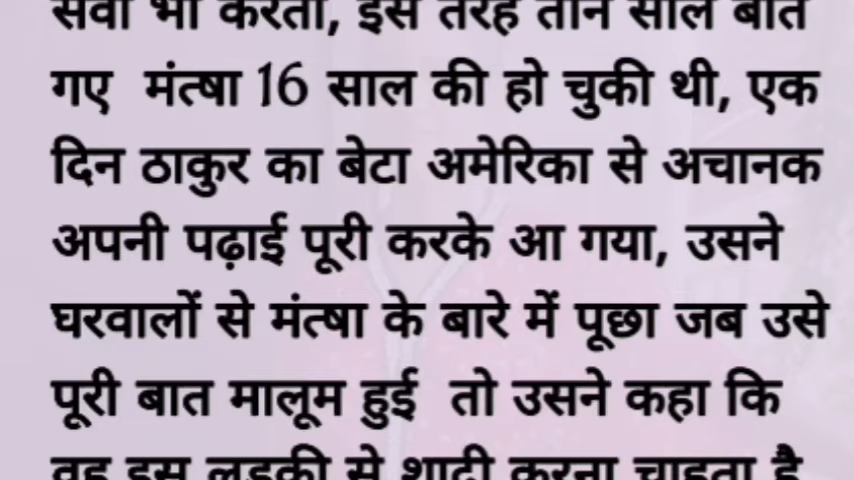 सेवा भी करती, इस तरह तीन साल बीत
गए मंत्षा 16 साल की हो चुकी थी, एक
दिन ठाकुर का बेटा अमेरिका से अचानक
अपनी पढ़ाई पूरी करके आ गया, उसने
घरवालों से मंत्षा के बारे में पूछा जब उसे
पूरी बात मालूम हुई तो उसने कहा कि
वह इस लड़की से शादी करना चाहता है